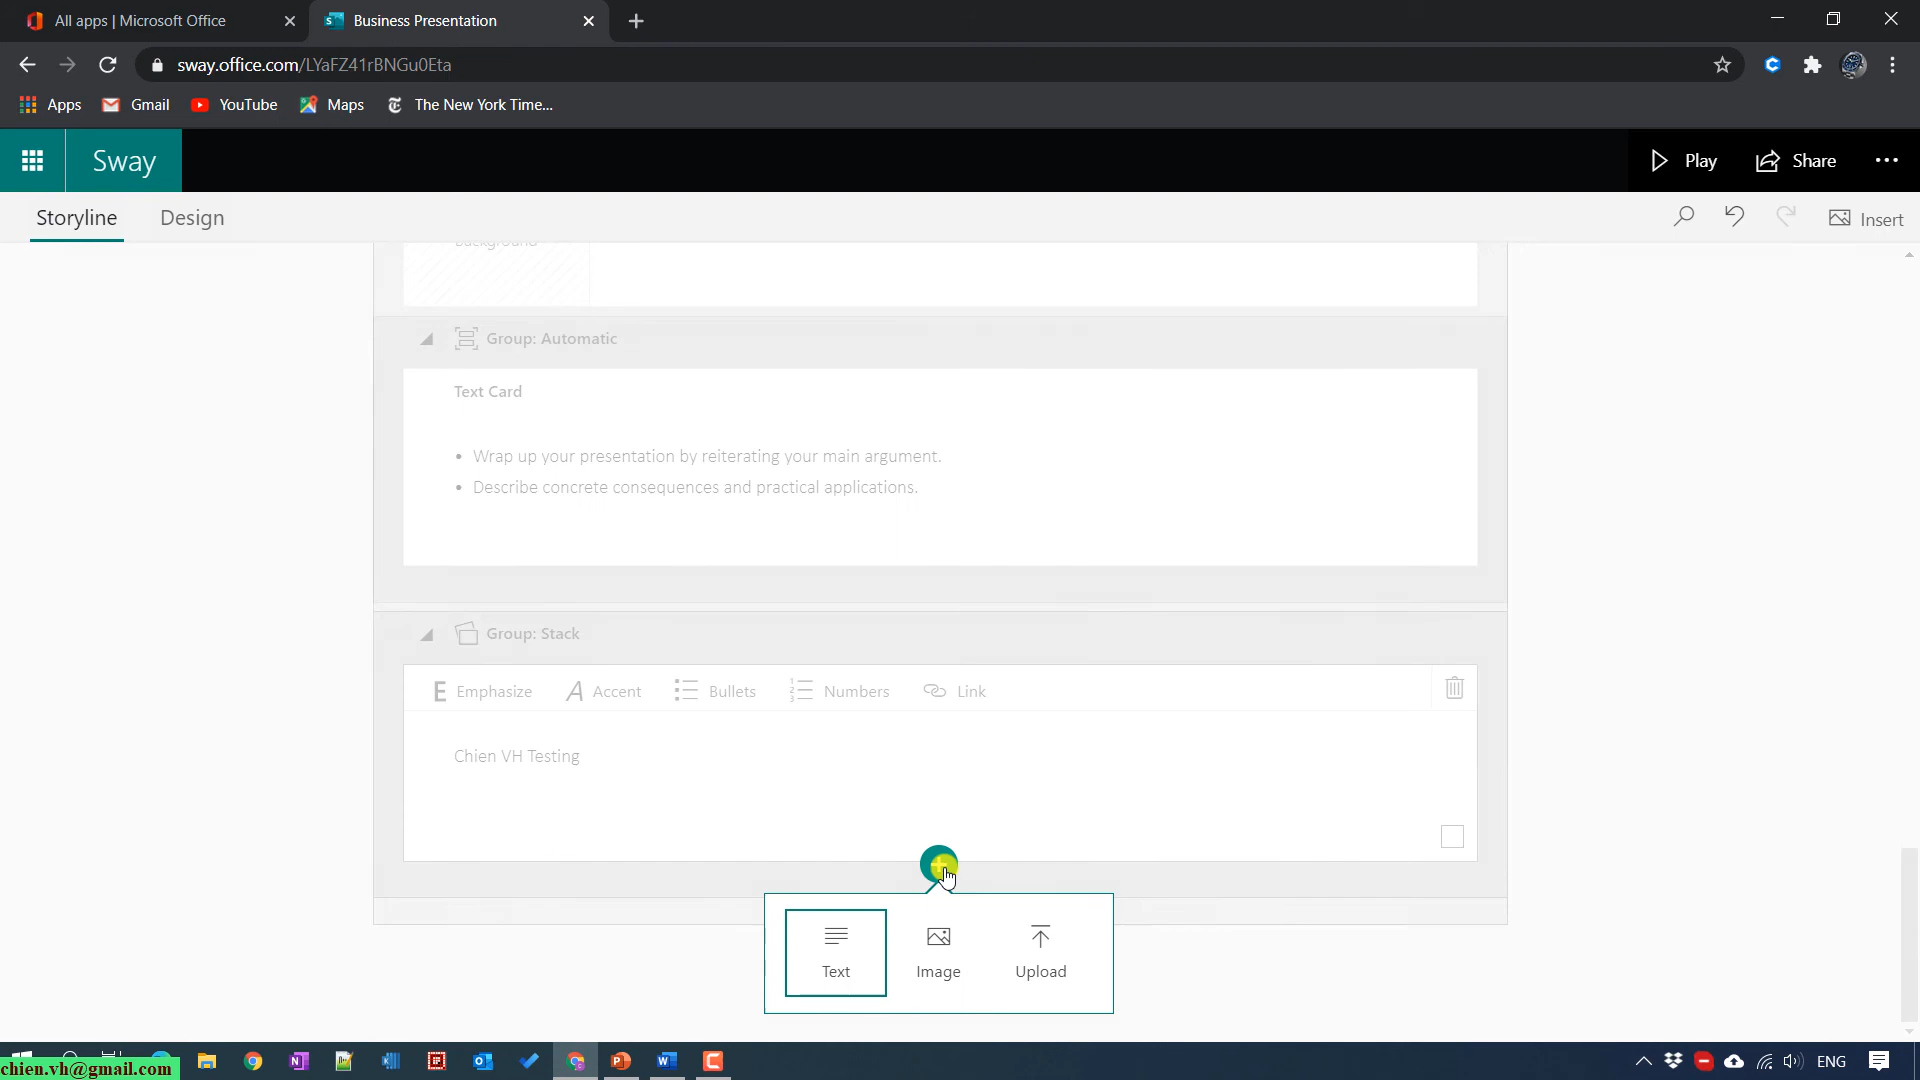 All apps | Microsoft Office
Business Presentation
sway.office.com/LYaFZ41rBNGu0Eta
Apps
Gmail
YouTube
Maps
The New York Time...
Sway
Play
Share
Storyline
Design
Insert
Background
Group: Automatic
Text Card
• Wrap up your presentation by reiterating your main argument.
• Describe concrete consequences and practical applications.
Group: Stack
Emphasize
Accent
Bullets
Numbers
Link
Chien VH Testing
Text
Image
Upload
chien.vh@gmail.com
ENG